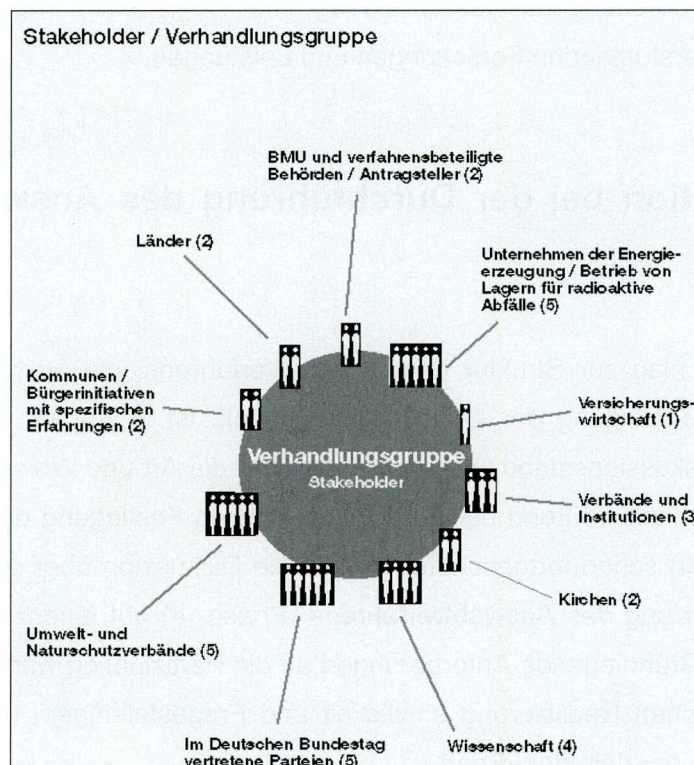 Stakeholder / Verhandlungsgruppe
BMU und verfahrensbeteiligte
Behörden / Antragsteller (2)
Länder (2)
Unternehmen der Energie-
erzeugung / Betrieb von
Lagern für radioaktive
Abfälle (5)
Kommunen /
Bürgerinitiativen
mit spezifischen
Erfahrungen (2)
Versicherungs-
wirtschaft (1)
Verhandlungsgruppe
Stakeholder
Verbände und
Institutionen (3
Kirchen (2)
Umwelt- und
Naturschutzverbände (5)
Wissenschaft (4)
Im Deutschen Bundestag
vertretene Parteien (5)